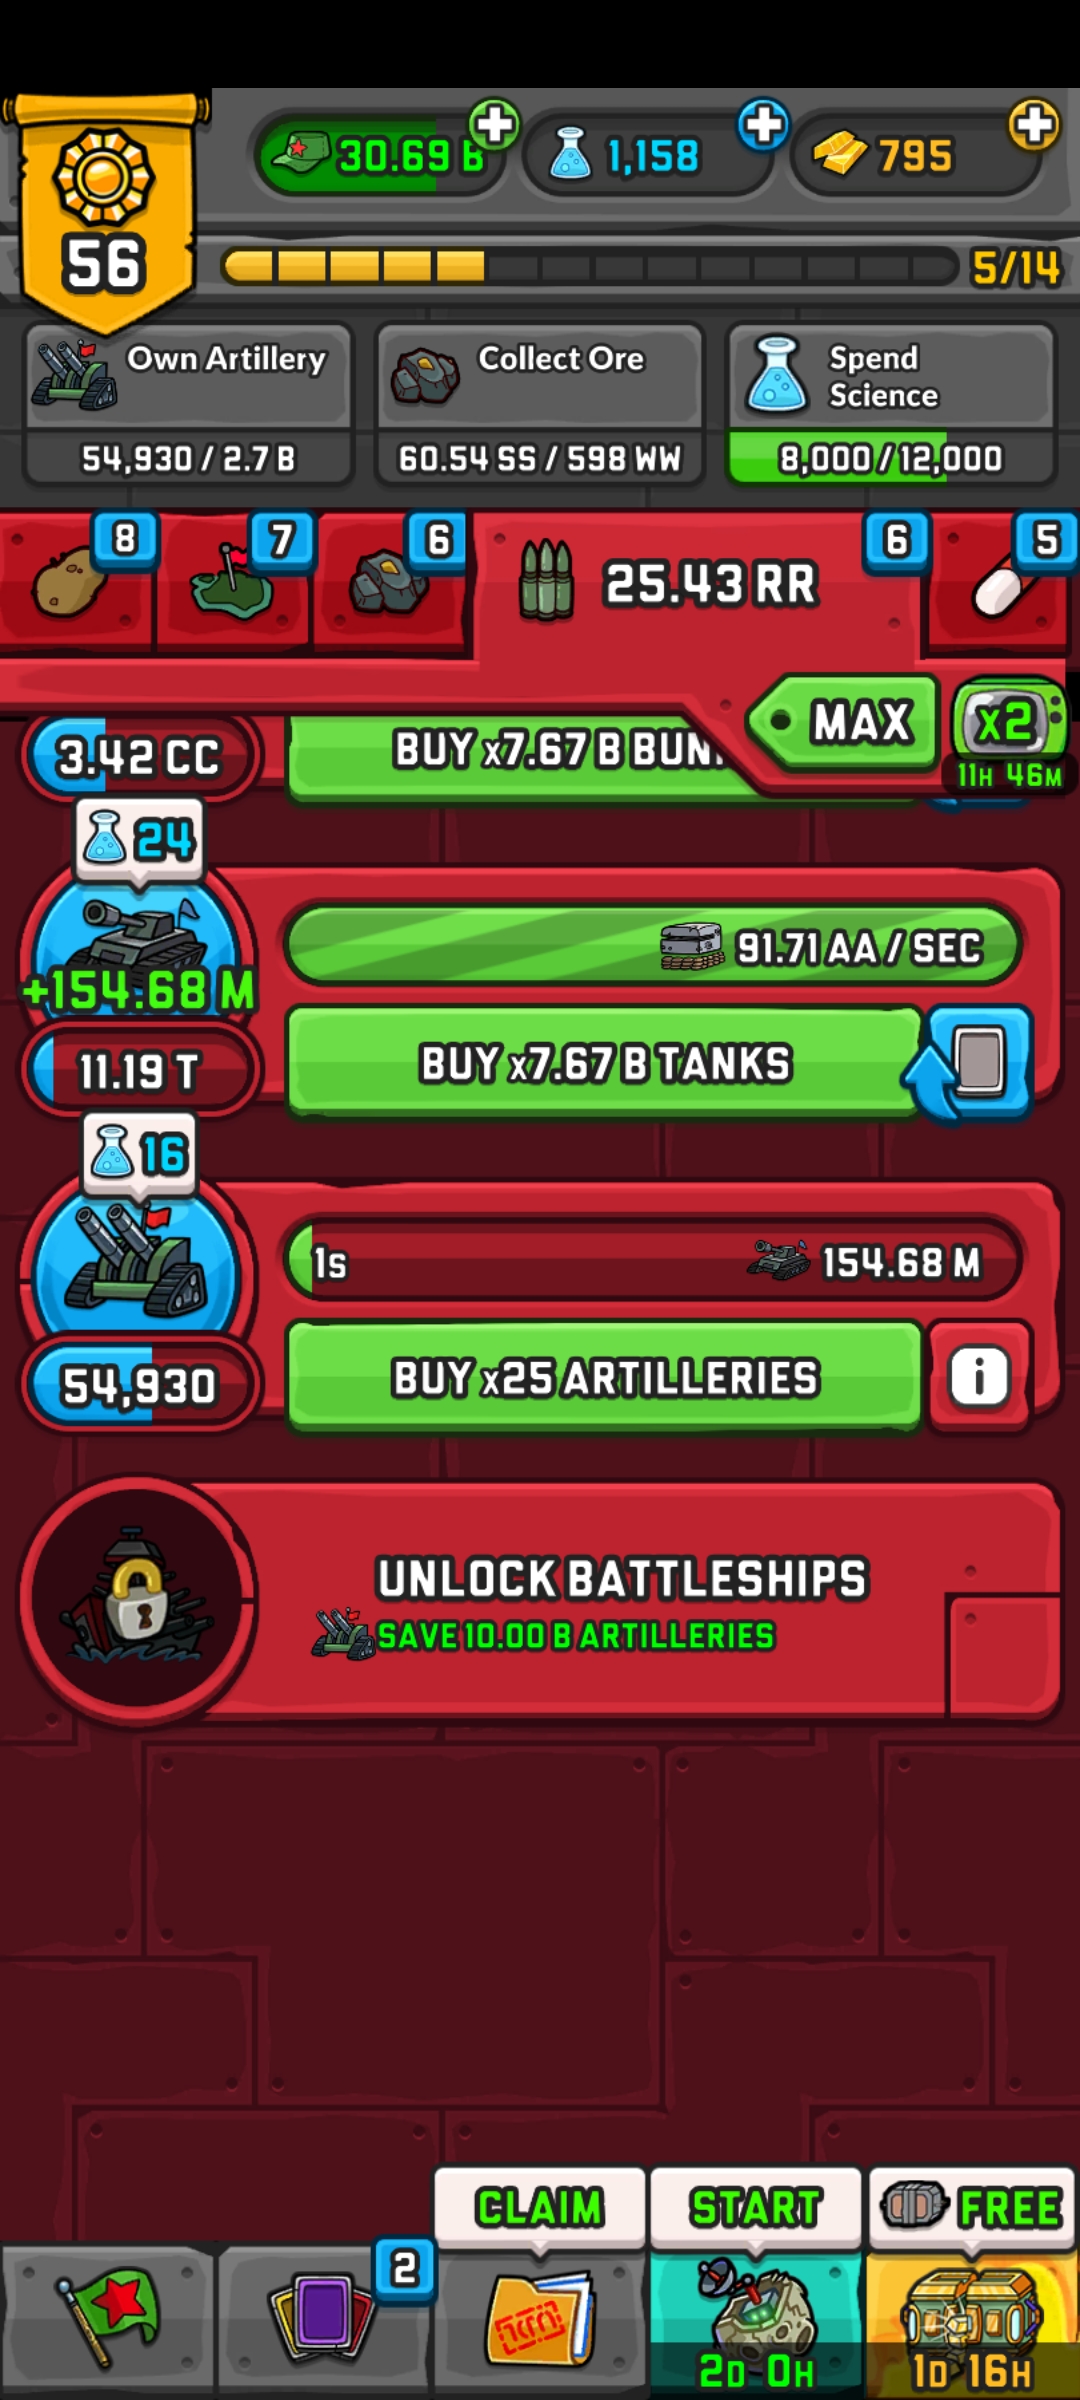 30.69 B
1,158
795
56
5/14
Own Artillery
54,930 / 2.7 B
Collect Ore
60.54 SS / 598 WW
Spend
Science
8,000 / 12,000
8
7
6
25.43 RR
6
5
MAX
x2
11H 46M
3.42 CC
BUY x7.67 B BUN
24
+154.68 M
91.71 AA / SEC
11.19 T
BUY x7.67 B TANKS
16
1s
154.68 M
54,930
BUY x25 ARTILLERIES
i
UNLOCK BATTLESHIPS
SAVE 10.00 B ARTILLERIES
CLAIM
START
FREE
2
2D 0H
1D 16H